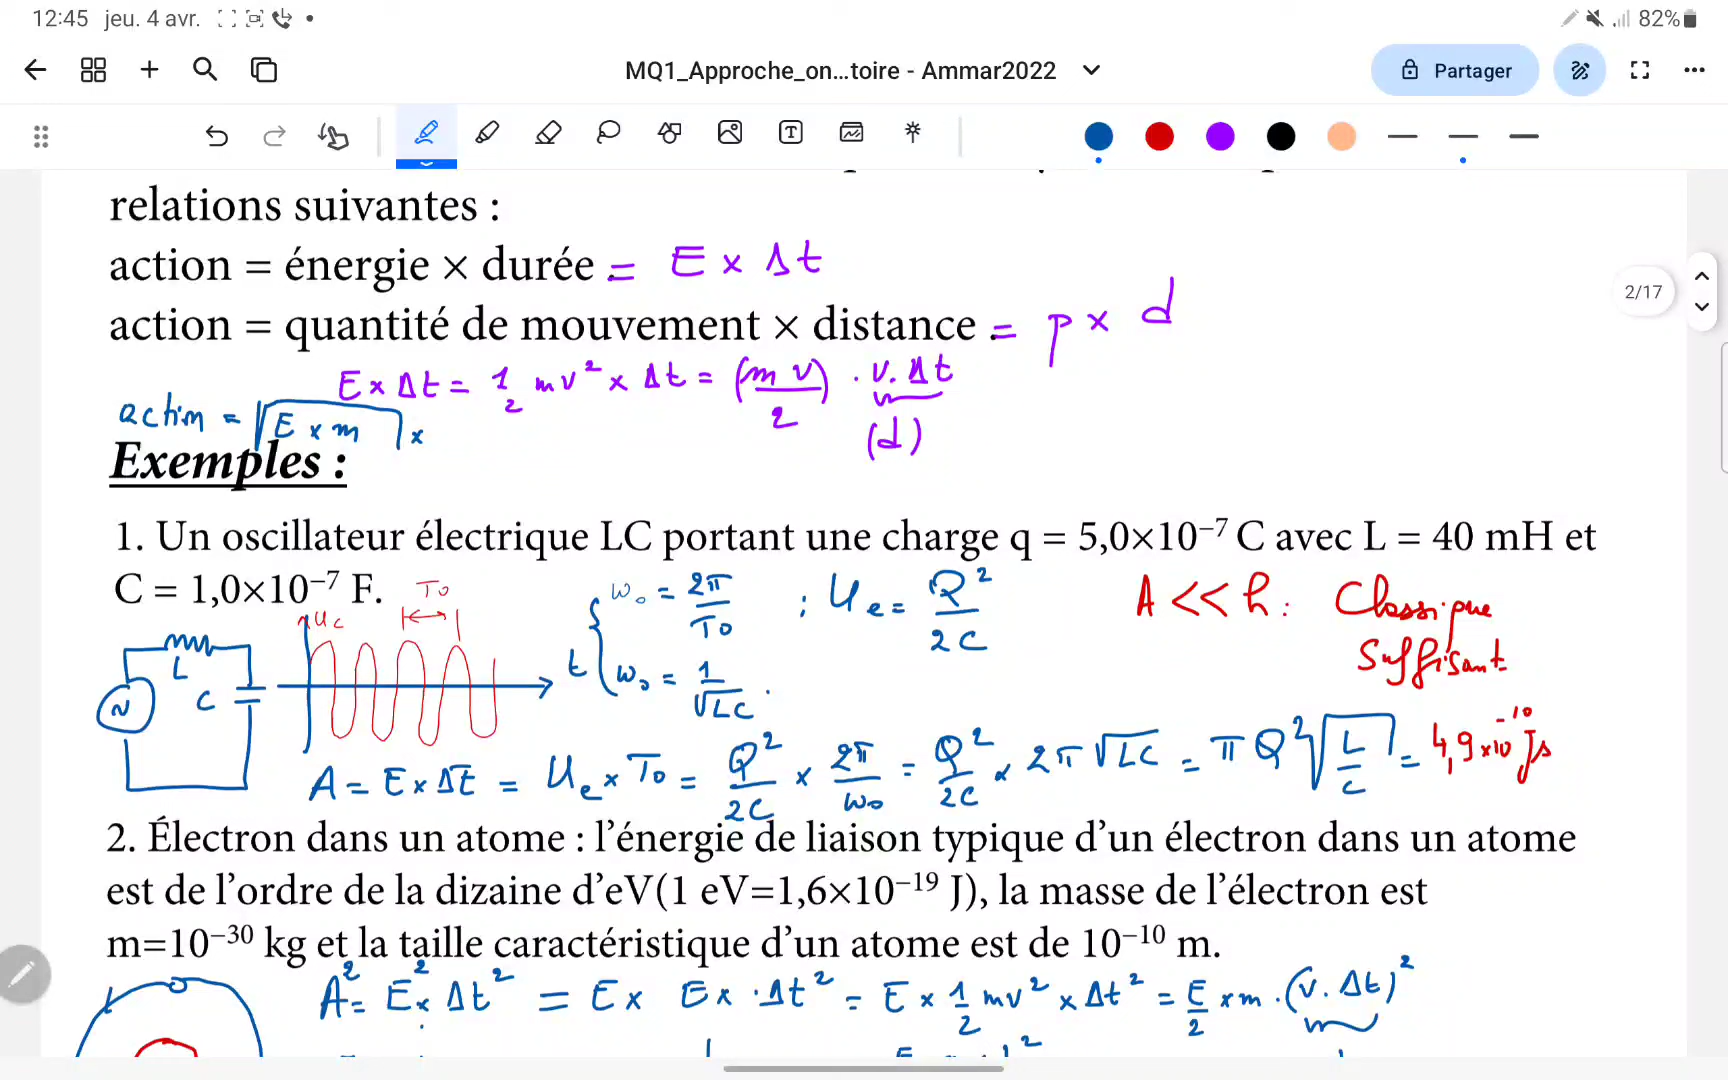 12:45 jeu. 4 avr. 82%
MQ1_Approche_on...toire - Ammar2022
Partager
relations suivantes :
action = énergie × durée = E × Δt
action = quantité de mouvement × distance = p × d
E × Δt = 1/2 mv² × Δt = (m v)/2 . v.Δt
(d)
action = √(E × m) ×
Exemples :
1. Un oscillateur électrique LC portant une charge q = 5,0×10⁻⁷ C avec L = 40 mH et
C = 1,0×10⁻⁷ F.
L
C
N
u_C
T₀
t
ω₀ = 2π/T₀ ; U_e = Q²/2C
ω₀ = 1/√LC .
A << h : Classique
Suffisant
A = E × Δt = U_e × T₀ = Q²/2C × 2π/ω₀ = Q²/2C × 2π √LC = π Q² √(L/C) = 4,9×10⁻¹⁰ Js
2. Électron dans un atome : l’énergie de liaison typique d’un électron dans un atome
est de l’ordre de la dizaine d’eV(1 eV=1,6×10⁻¹⁹ J), la masse de l’électron est
m=10⁻³⁰ kg et la taille caractéristique d’un atome est de 10⁻¹⁰ m.
A² = E² × Δt² = E × E × .Δt² = E × 1/2 mv² × Δt² = E/2 × m . (v. Δt)²
2/17